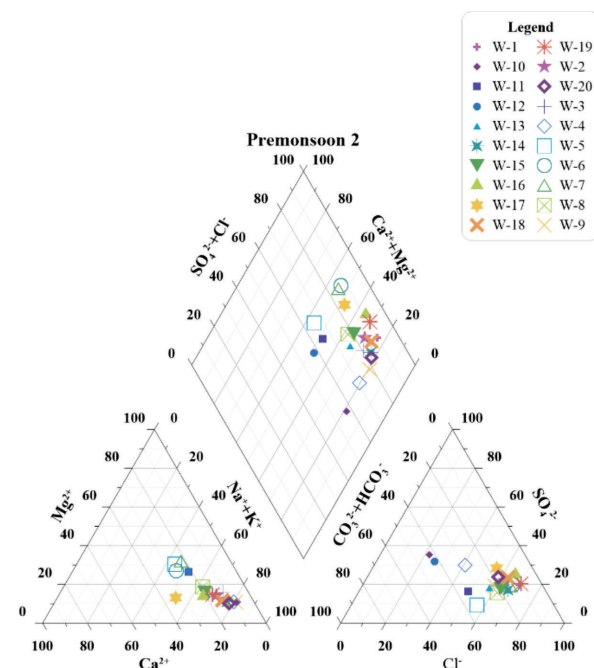 Legend
W-1 W-19
W-10 W-2
W-11 W-20
W-12 W-3
W-13 W-4
W-14 W-5
W-15 W-6
W-16 W-7
W-17 W-8
W-18 W-9
Premonsoon 2
100 100
80 80
60 60
40 40
20 20
0 0
SO₄²⁻+Cl⁻
Ca²⁺+Mg²⁺
100 0 0 100
80 80
60 60
40 40
20 20
0 0
Mg²⁺
Na⁺+K⁺
CO₃²⁻+HCO₃⁻
SO₄²⁻
20 40 60 80 100
20 40 60 80 100
100 80 60 40 20 0
0 20 40 60 80 100
Ca²⁺
Cl⁻